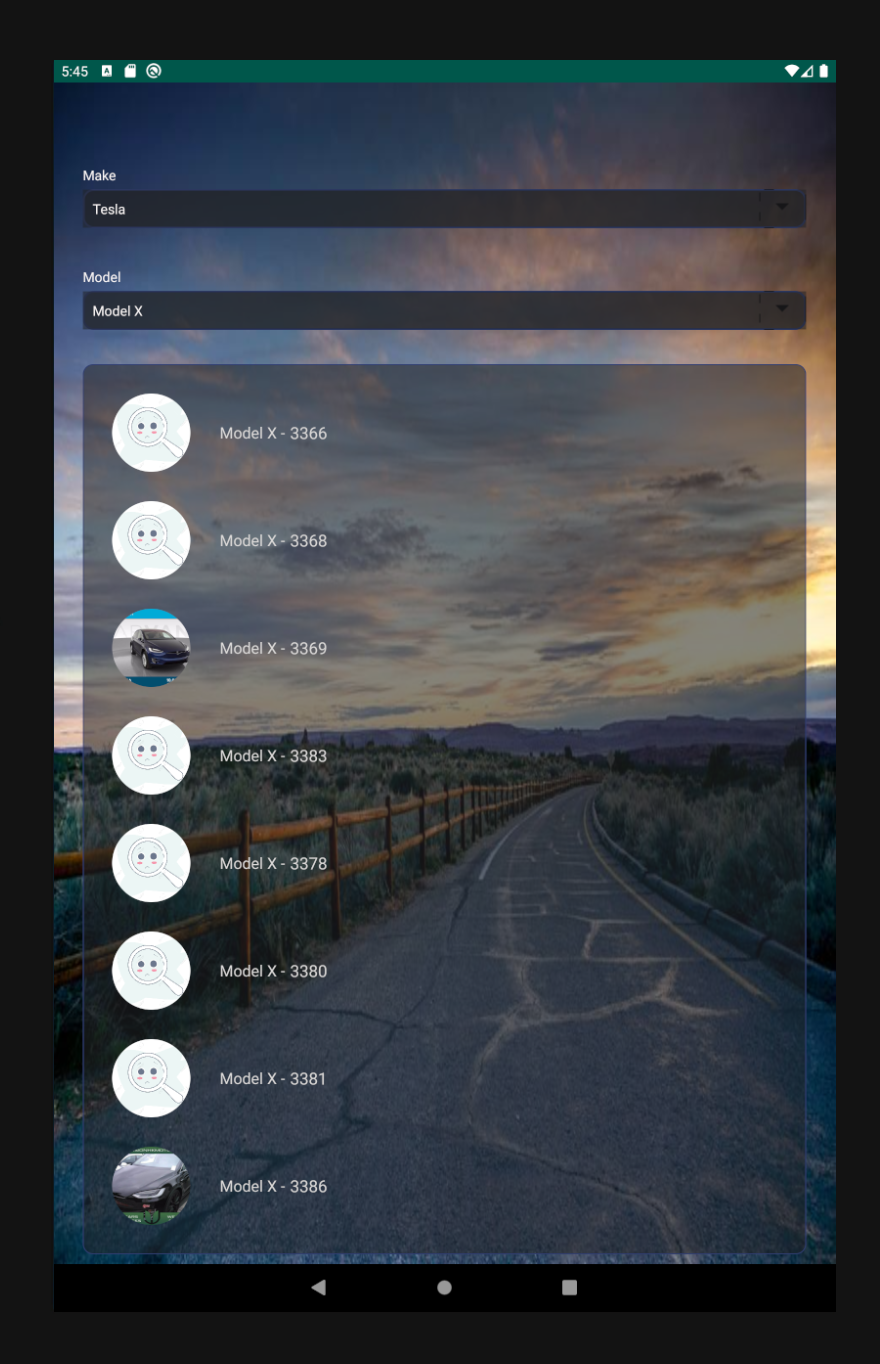 5:45
Make
Tesla
Model
Model X
Model X - 3366
Model X - 3368
Model X - 3369
Model X - 3383
Model X - 3378
Model X - 3380
Model X - 3381
Model X - 3386